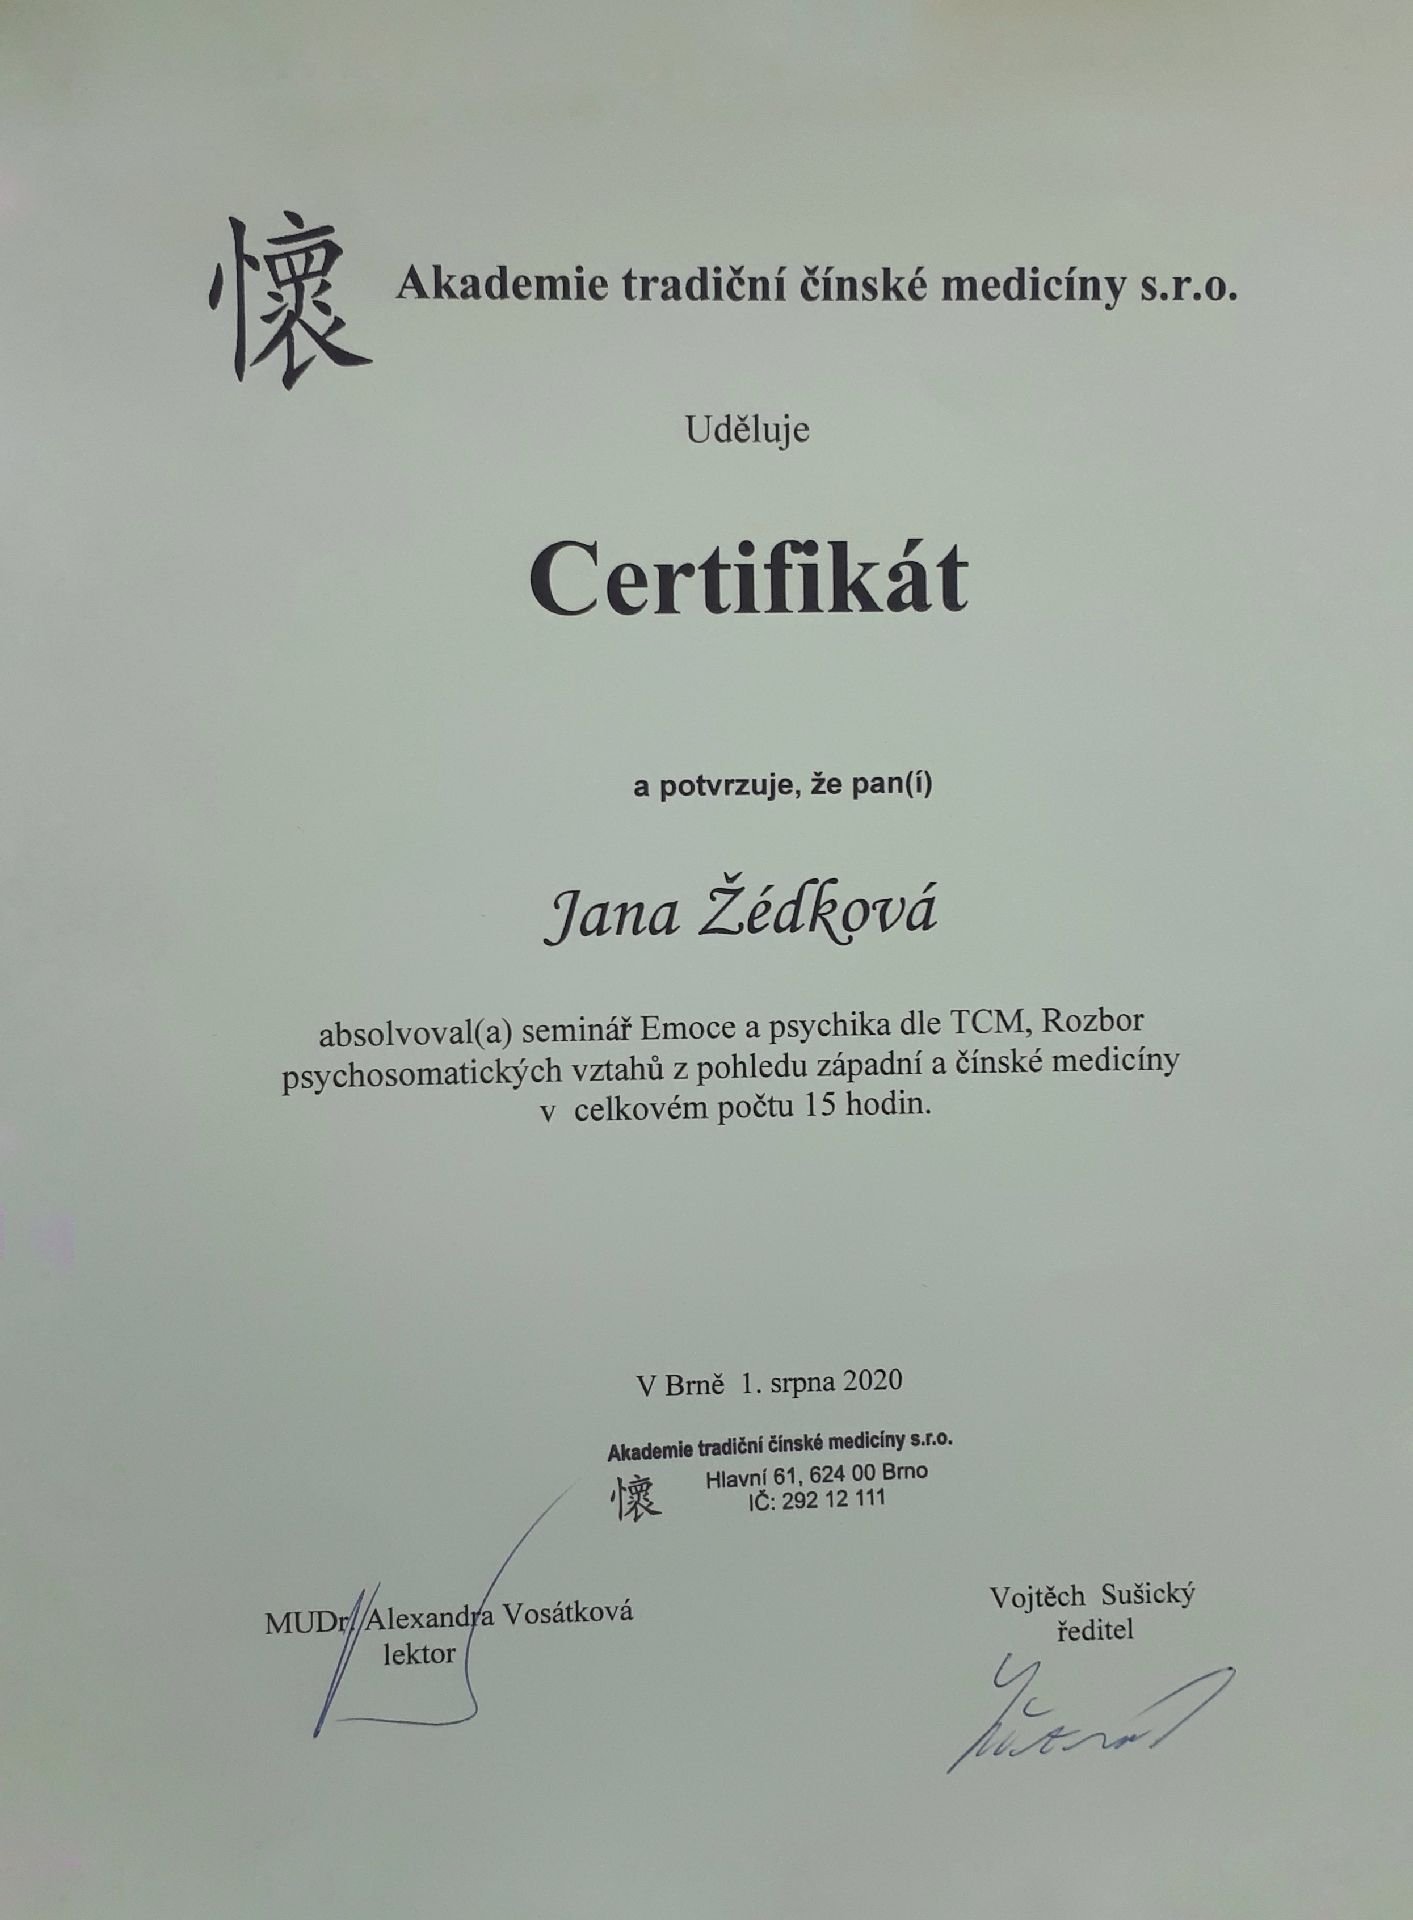 懷 Akademie tradiční čínské medicíny s.r.o.
Uděluje
Certifikát
a potvrzuje, že pan(í)
Jana Žédková
absolvoval(a) seminář Emoce a psychika dle TCM, Rozbor
psychosomatických vztahů z pohledu západní a čínské medicíny
v celkovém počtu 15 hodin.
V Brně 1. srpna 2020
Akademie tradiční čínské medicíny s.r.o.
懷 Hlavní 61, 624 00 Brno
IČ: 292 12 111
MUDr. Alexandra Vosátková
lektor
Vojtěch Sušický
ředitel